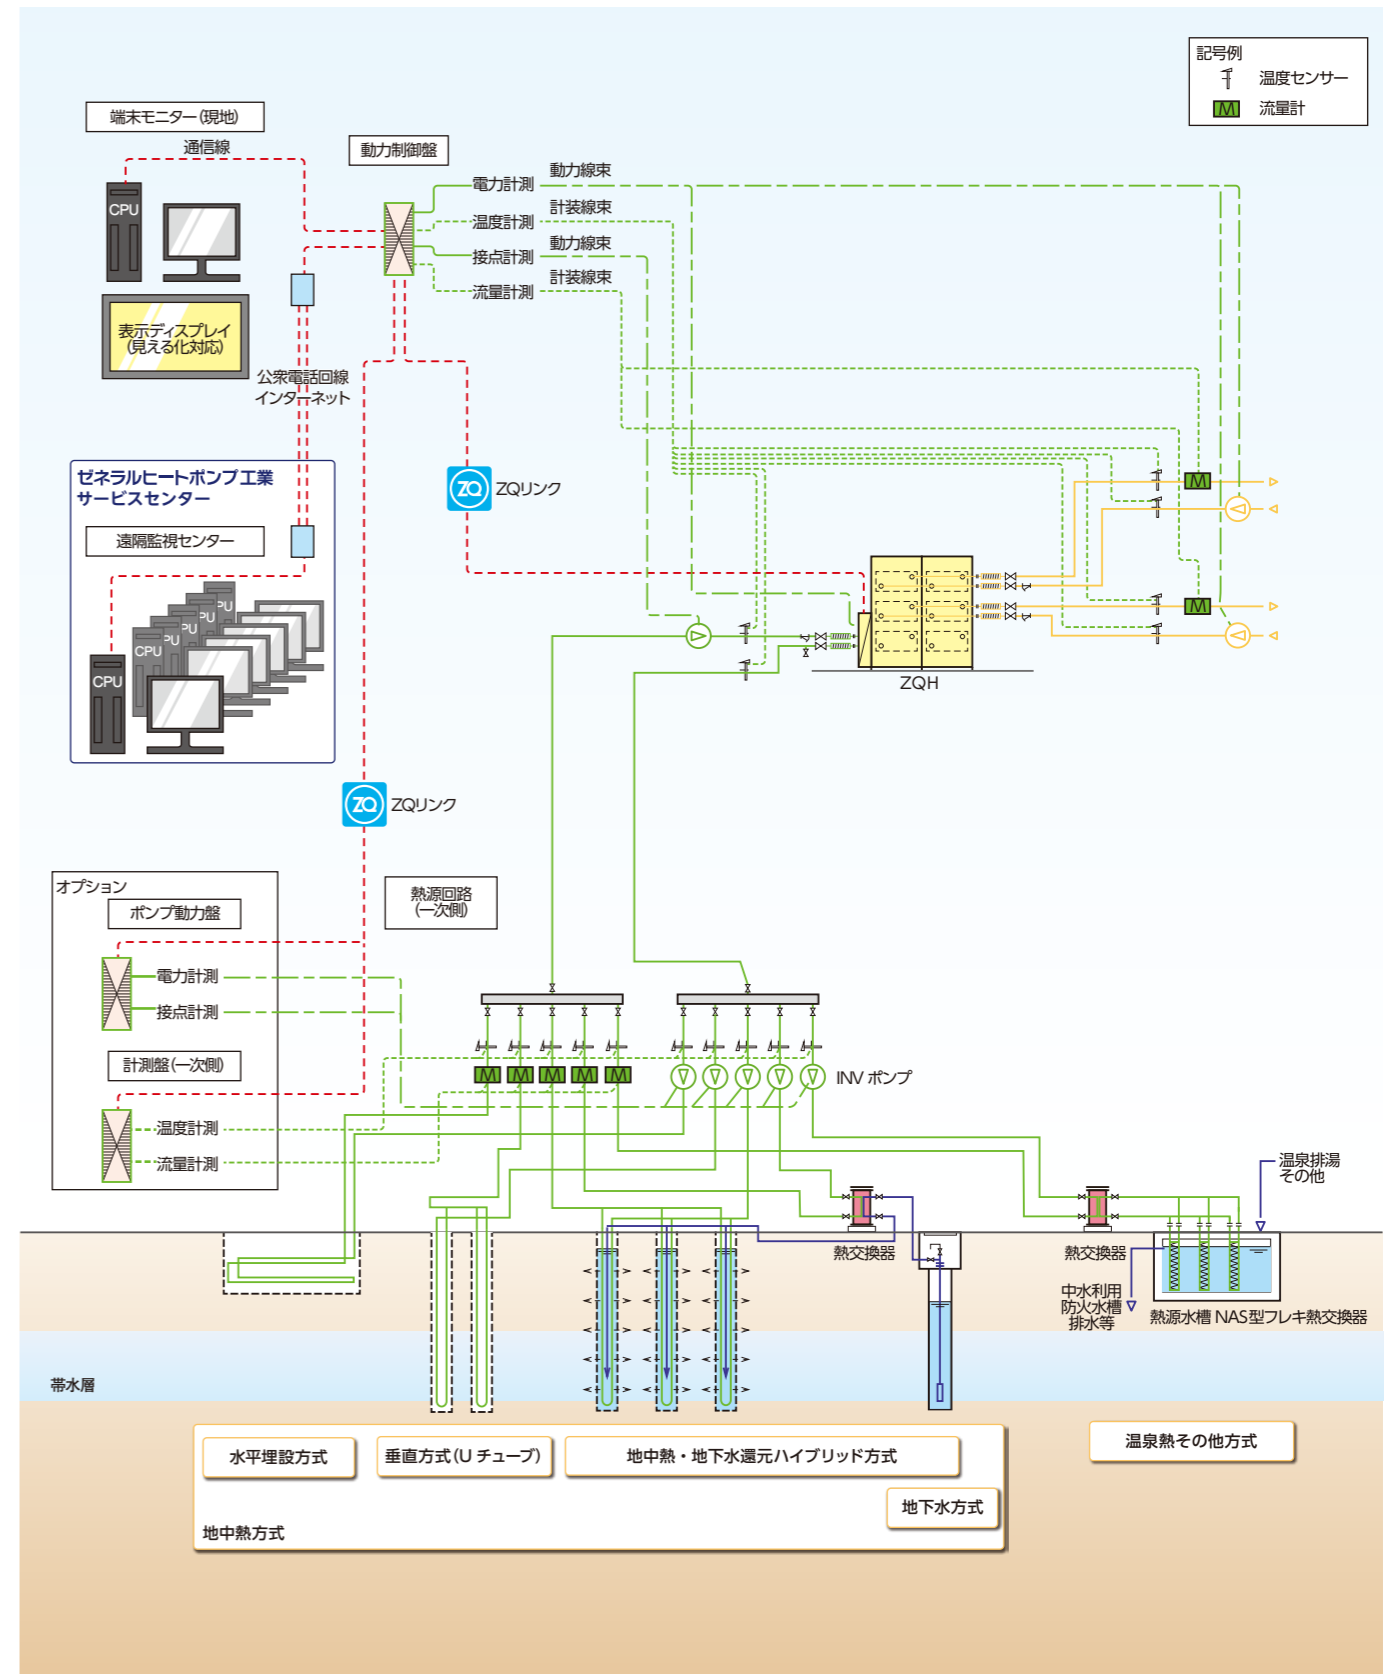 記号例
温度センサー
M 流量計
端末モニター(現地)
通信線
動力制御盤
CPU
表示ディスプレイ
(見える化対応)
電力計測
動力線束
温度計測
計装線束
接点計測
動力線束
流量計測
計装線束
公衆電話回線
インターネット
ゼネラルヒートポンプ工業
サービスセンター
遠隔監視センター
PU
PU
PU
CPU
CPU
ZQ ZQリンク
M
M
ZQH
ZQ ZQリンク
オプション
ポンプ動力盤
電力計測
接点計測
計測盤(一次側)
温度計測
流量計測
熱源回路
(一次側)
M M M M M
INV ポンプ
熱交換器
熱交換器
温泉排湯
その他
中水利用
防火水槽
排水等
熱源水槽 NAS型フレキ熱交換器
帯水層
水平埋設方式
垂直方式(U チューブ)
地中熱・地下水還元ハイブリッド方式
地下水方式
地中熱方式
温泉熱その他方式